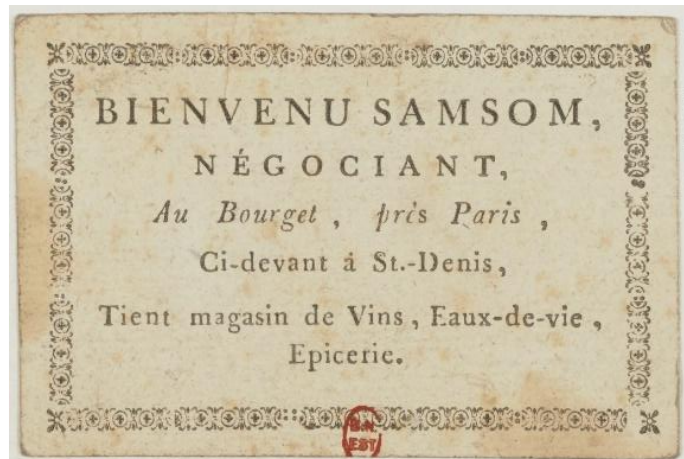 BIENVENU SAMSOM,
NÉGOCIANT,
Au Bourget, près Paris,
Ci-devant à St.-Denis,
Tient magasin de Vins, Eaux-de-vie,
Epicerie.
B.N
EST